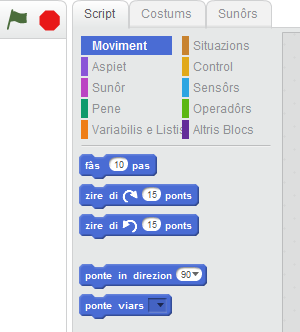 Script Costums Sunôrs
Moviment Situazions
Aspiet Control
Sunôr Sensôrs
Pene Operadôrs
Variabilis e Listis Altris Blocs
fâs 10 pas
zire di 15 ponts
zire di 15 ponts
ponte in direzion 90
ponte viars